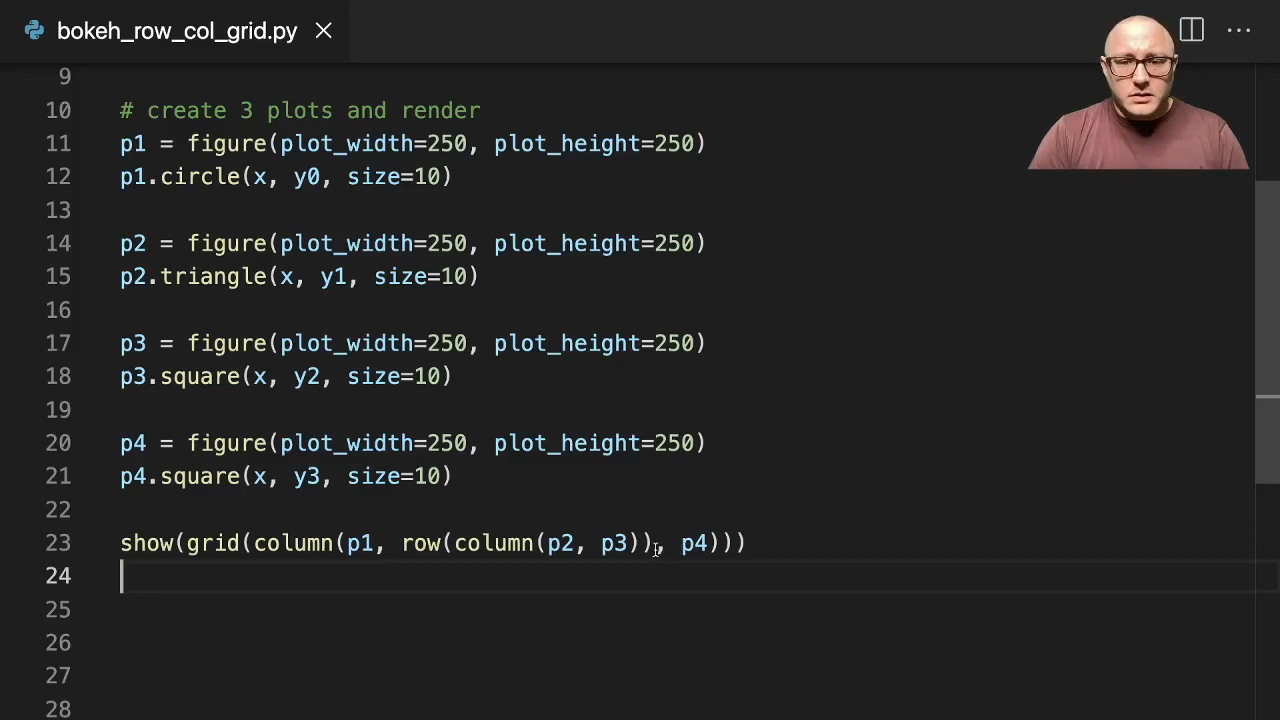 bokeh_row_col_grid.py
9
10 # create 3 plots and render
11 p1 = figure(plot_width=250, plot_height=250)
12 p1.circle(x, y0, size=10)
13
14 p2 = figure(plot_width=250, plot_height=250)
15 p2.triangle(x, y1, size=10)
16
17 p3 = figure(plot_width=250, plot_height=250)
18 p3.square(x, y2, size=10)
19
20 p4 = figure(plot_width=250, plot_height=250)
21 p4.square(x, y3, size=10)
22
23 show(grid(column(p1, row(column(p2, p3)), p4)))
24
25
26
27
28